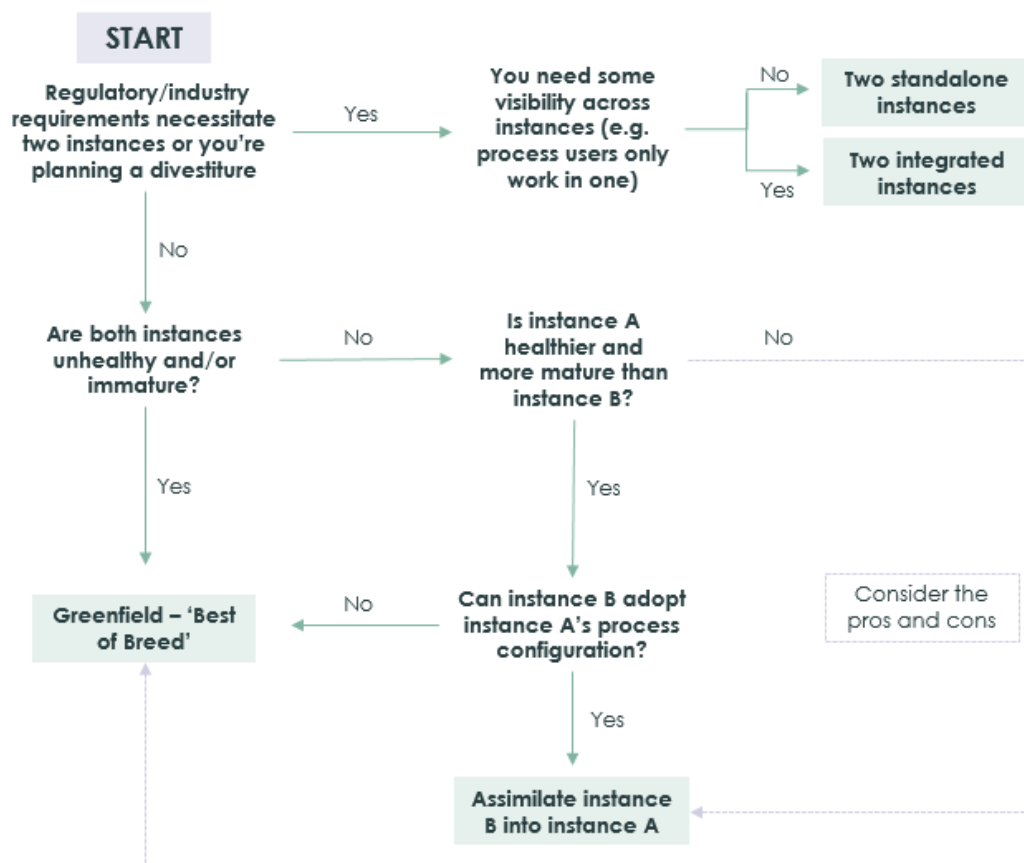 START
Regulatory/industry
requirements necessitate
two instances or you're
planning a divestiture
Yes
You need some
visibility across
instances (e.g.
process users only
work in one)
No
Two standalone
instances
Yes
Two integrated
instances
No
Are both instances
unhealthy and/or
immature?
No
Is instance A
healthier and
more mature than
instance B?
No
Yes
Yes
Greenfield – ‘Best
of Breed’
No
Can instance B adopt
instance A’s process
configuration?
Consider the
pros and cons
Yes
Assimilate instance
B into instance A